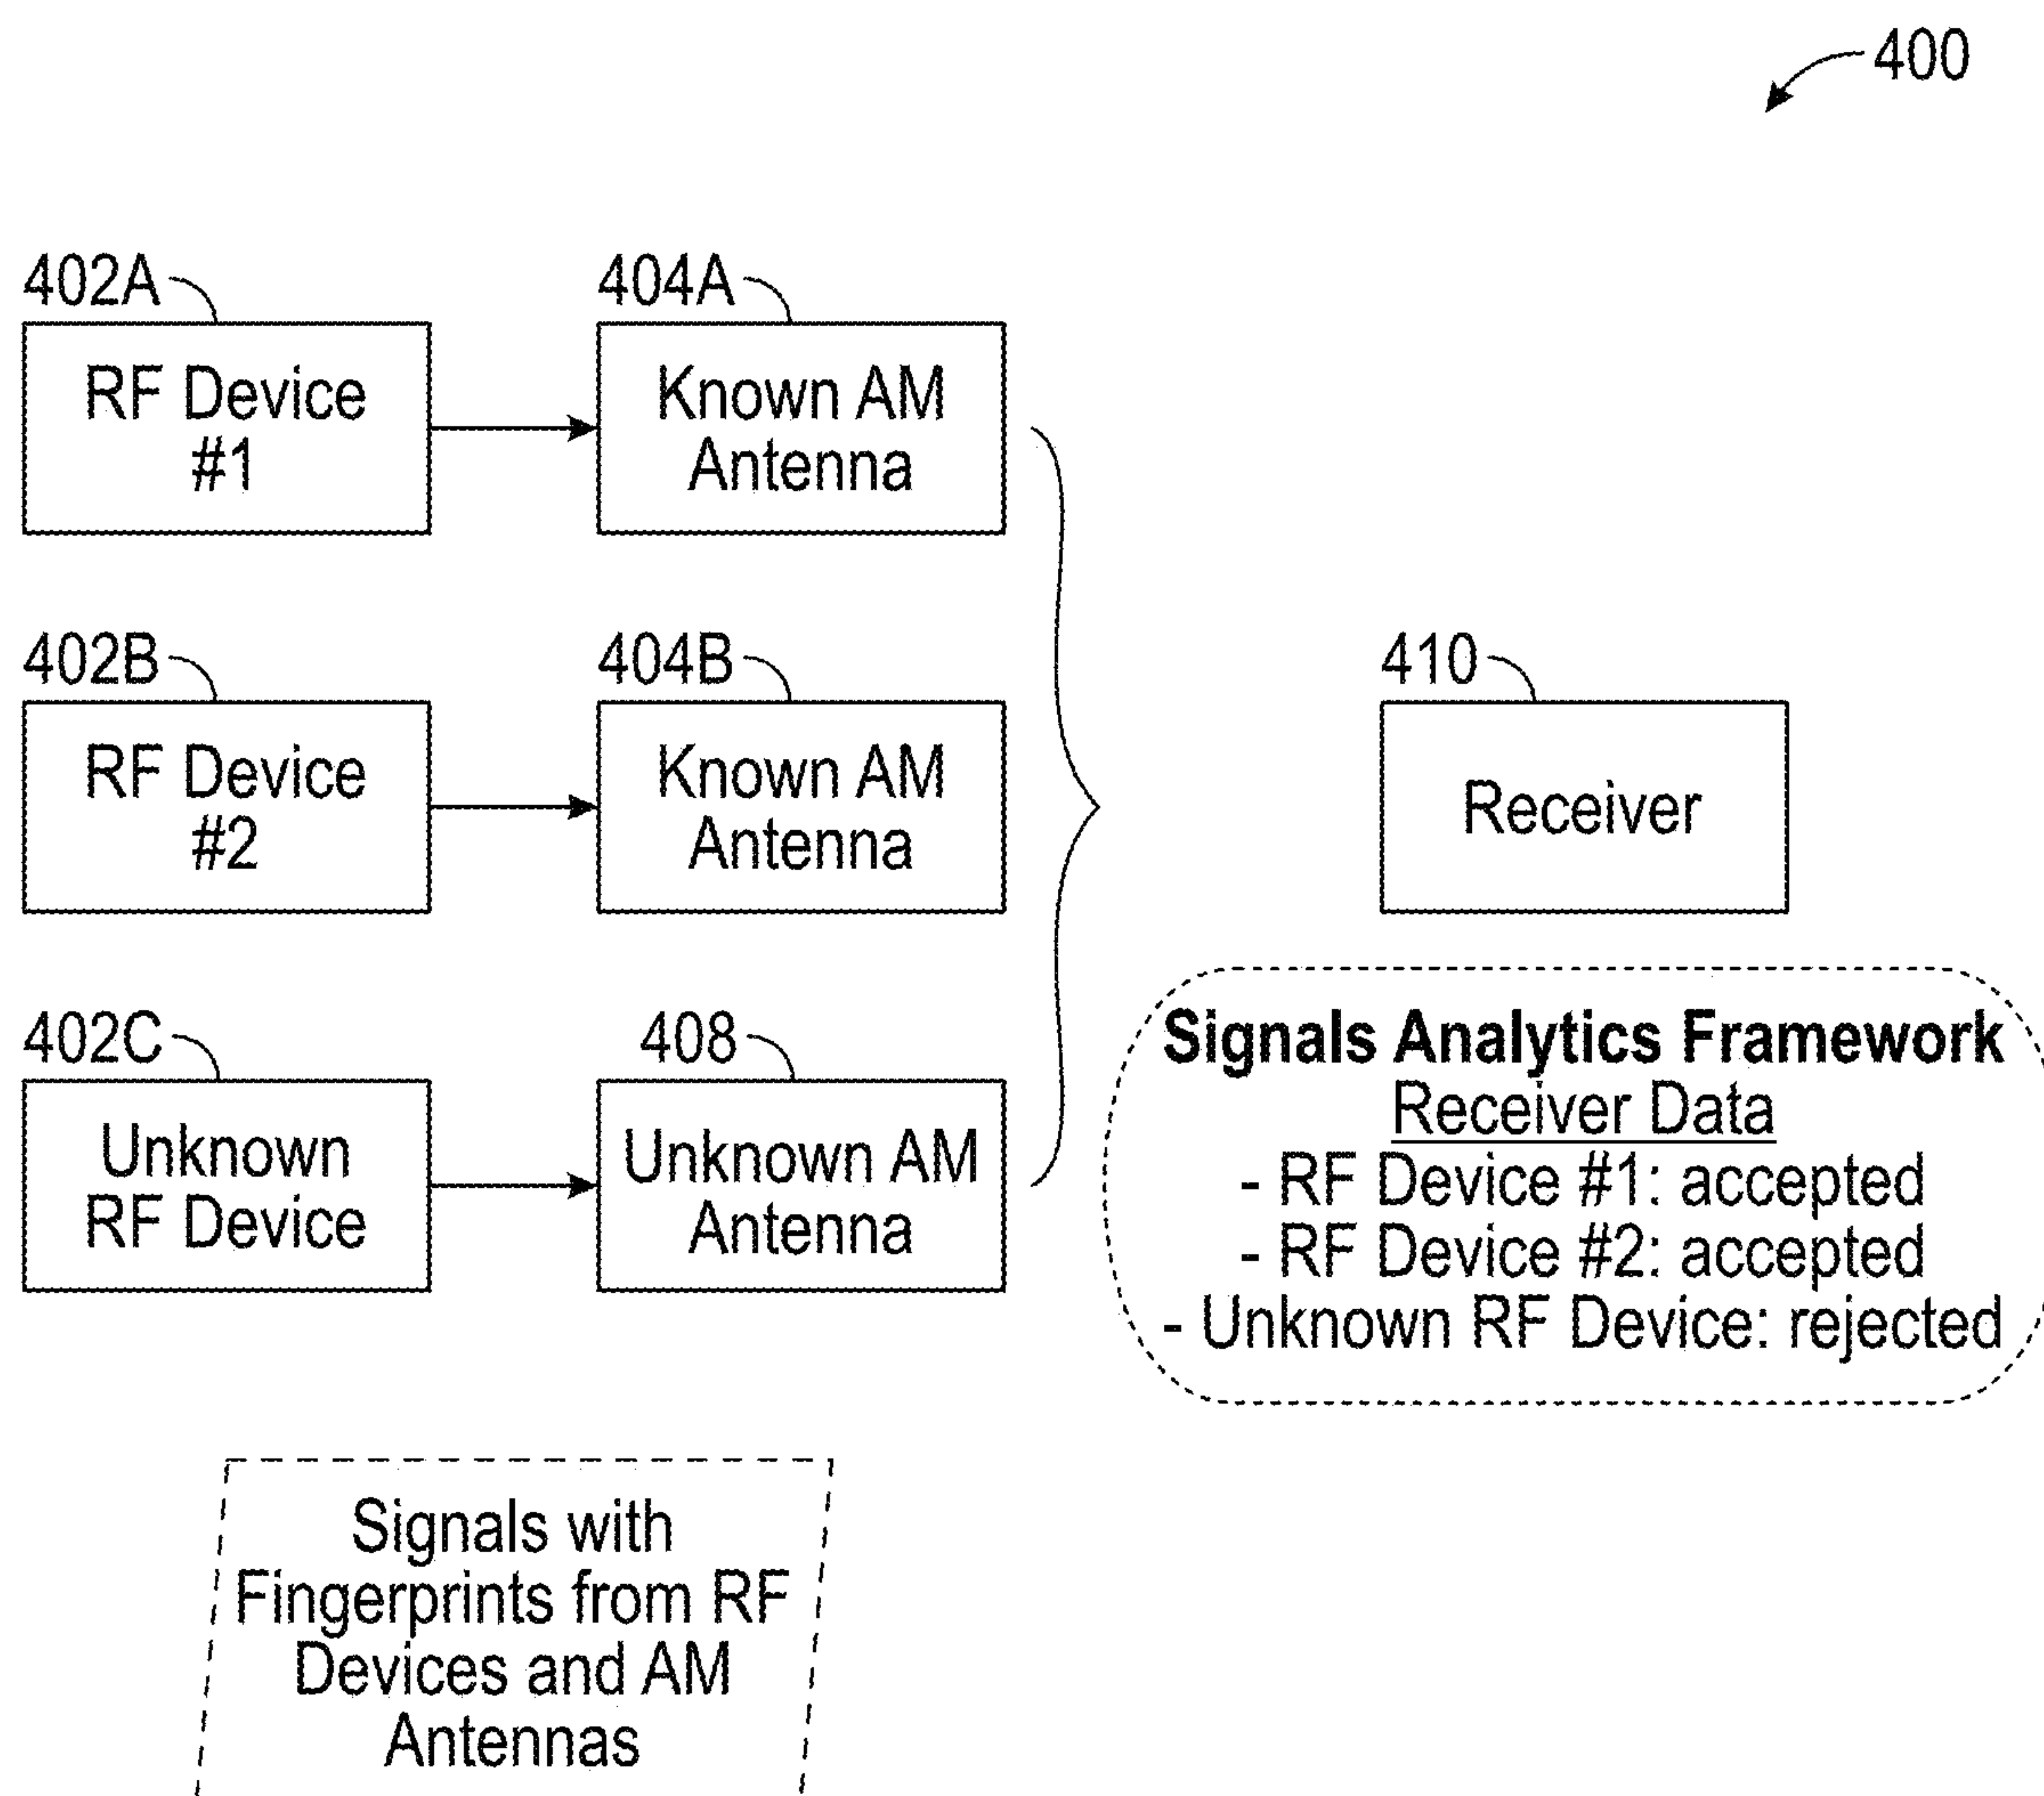 400
402A
404A
RF Device
#1
Known AM
Antenna
402B
404B
410
RF Device
#2
Known AM
Antenna
Receiver
402C
408
Unknown
RF Device
Unknown AM
Antenna
Signals Analytics Framework
Receiver Data
- RF Device #1: accepted
- RF Device #2: accepted
- Unknown RF Device: rejected
Signals with
Fingerprints from RF
Devices and AM
Antennas